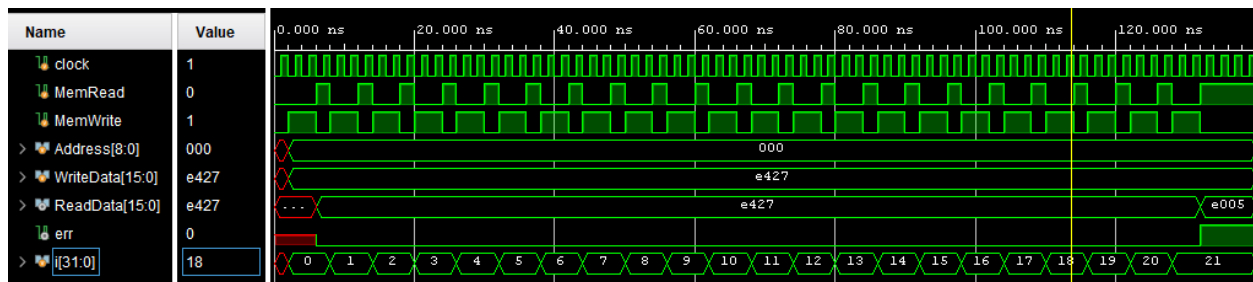 Name Value 0.000 ns 20.000 ns 40.000 ns 60.000 ns 80.000 ns 100.000 ns 120.000 ns
clock 1
MemRead 0
MemWrite 1
Address[8:0] 000 000
WriteData[15:0] e427 e427
ReadData[15:0] e427 ... e427 e005
err 0
i[31:0] 18 0 1 2 3 4 5 6 7 8 9 10 11 12 13 14 15 16 17 18 19 20 21